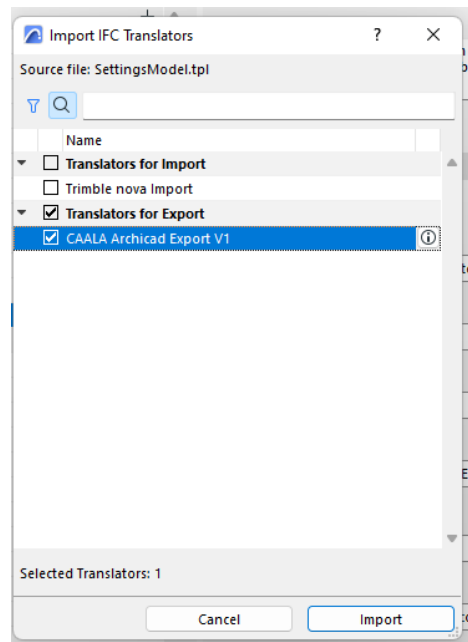 Import IFC Translators
?
Source file: SettingsModel.tpl
Name
Translators for Import
Trimble nova Import
Translators for Export
CAALA Archicad Export V1
Selected Translators: 1
Cancel
Import